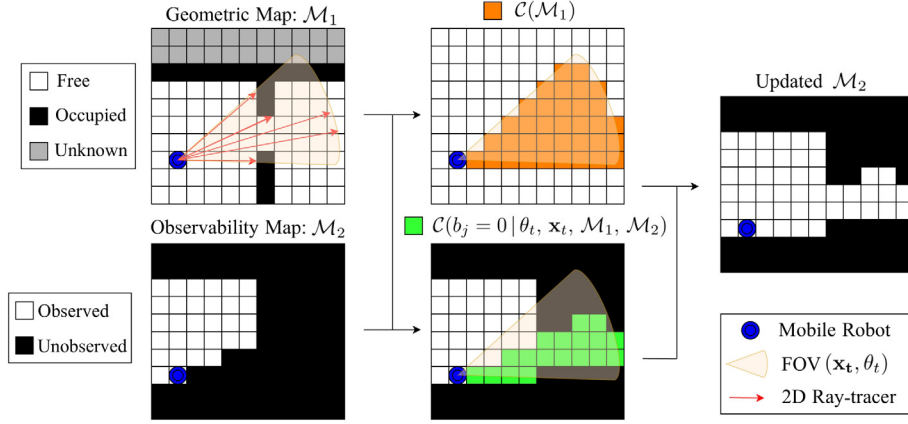 Geometric Map: ℳ₁
𝒞(ℳ₁)
Free
Occupied
Unknown
Updated ℳ₂
Observability Map: ℳ₂
𝒞(bⱼ = 0 | θₜ, 𝐱ₜ, ℳ₁, ℳ₂)
Observed
Unobserved
Mobile Robot
FOV (𝐱ₜ, θₜ)
2D Ray-tracer